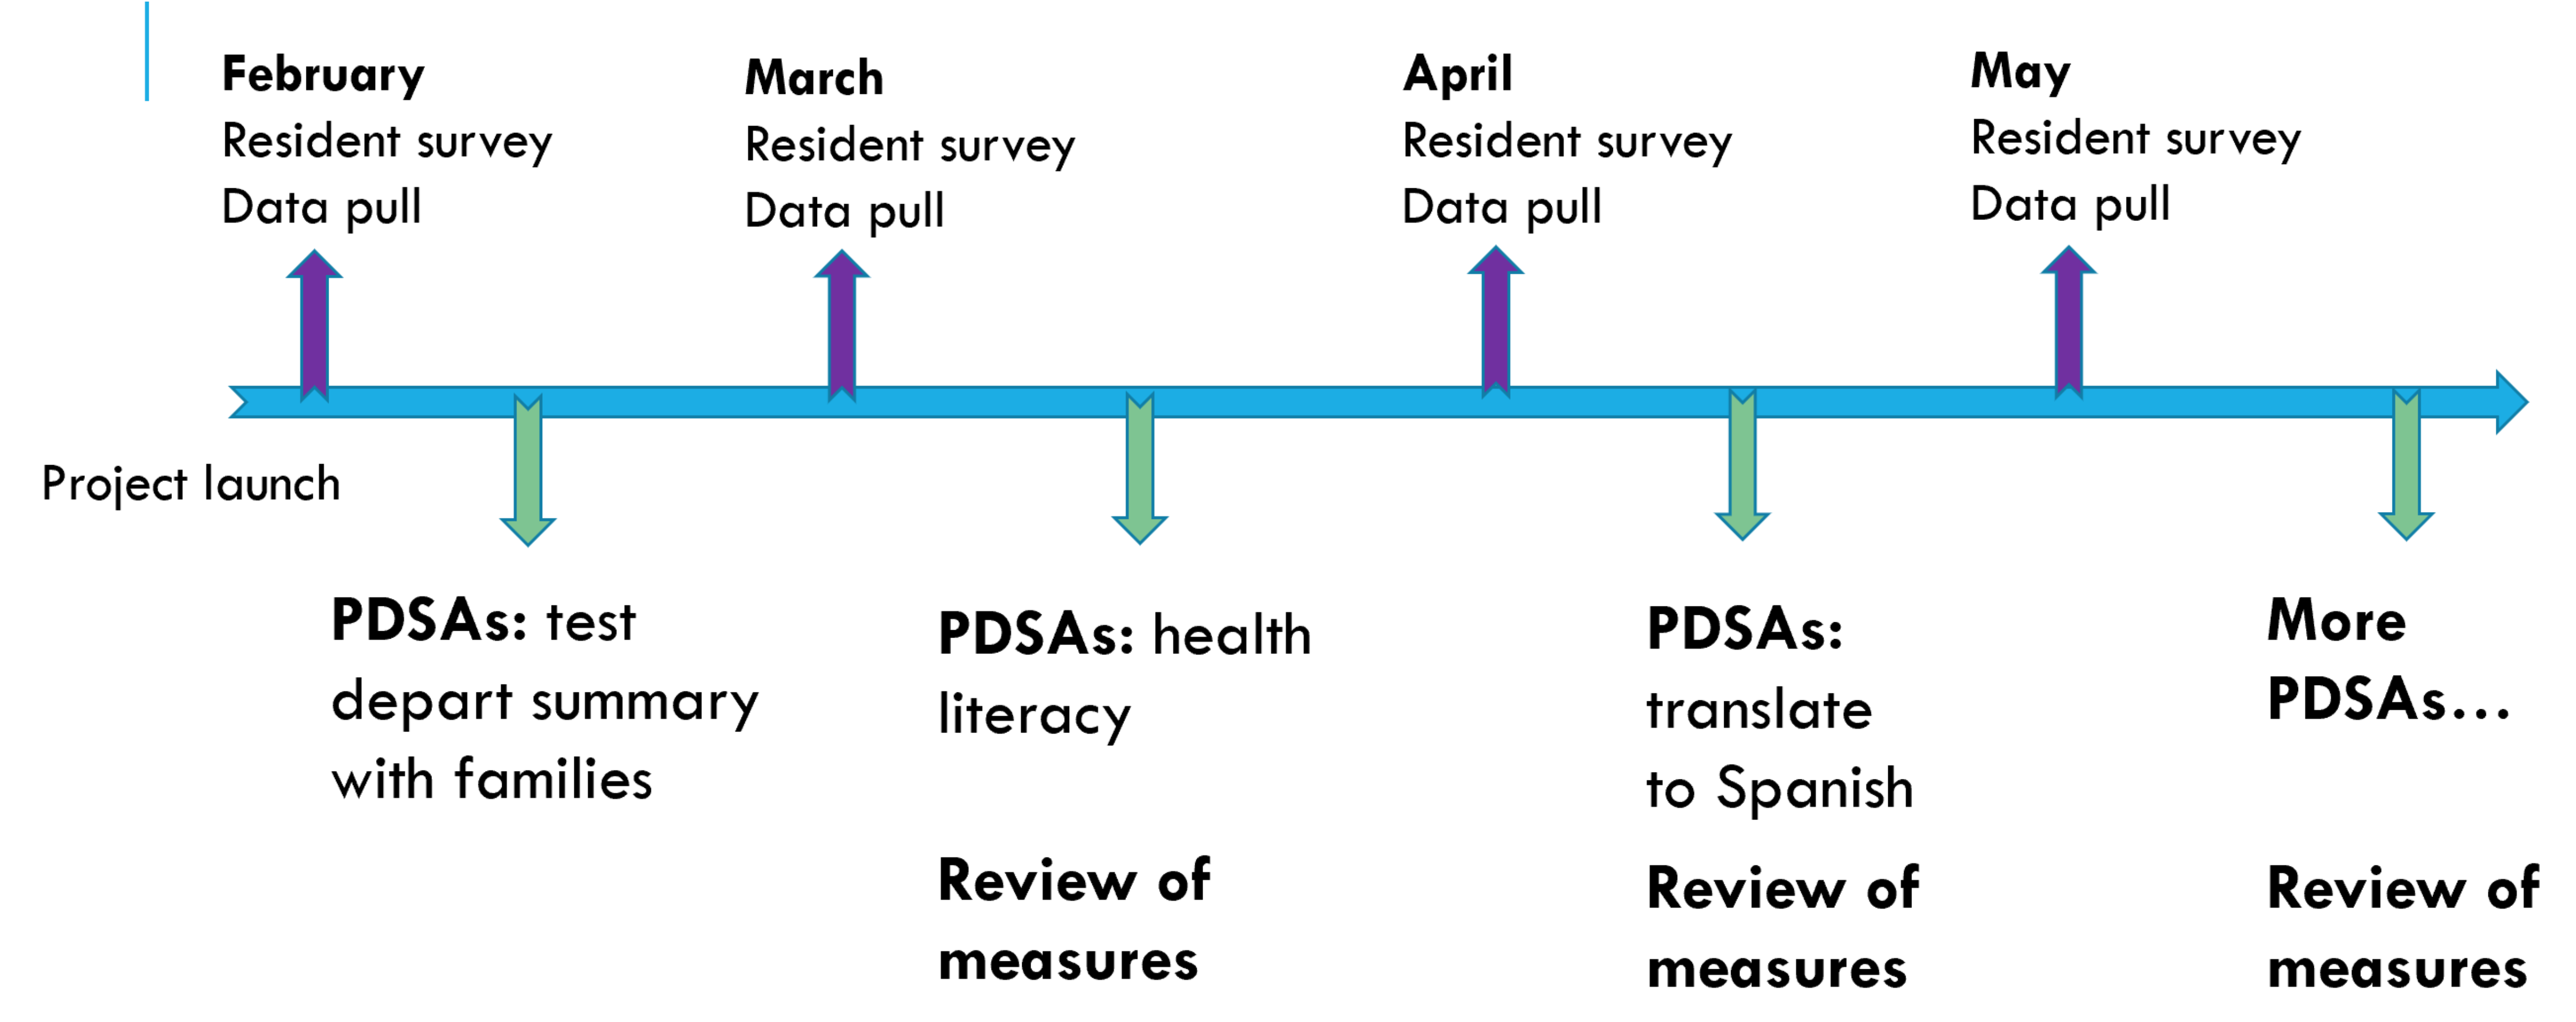 February
Resident survey
Data pull
March
Resident survey
Data pull
April
Resident survey
Data pull
May
Resident survey
Data pull
Project launch
PDSAs: test
depart summary
with families
PDSAs: health
literacy
Review of
measures
PDSAs:
translate
to Spanish
Review of
measures
More
PDSAs...
Review of
measures